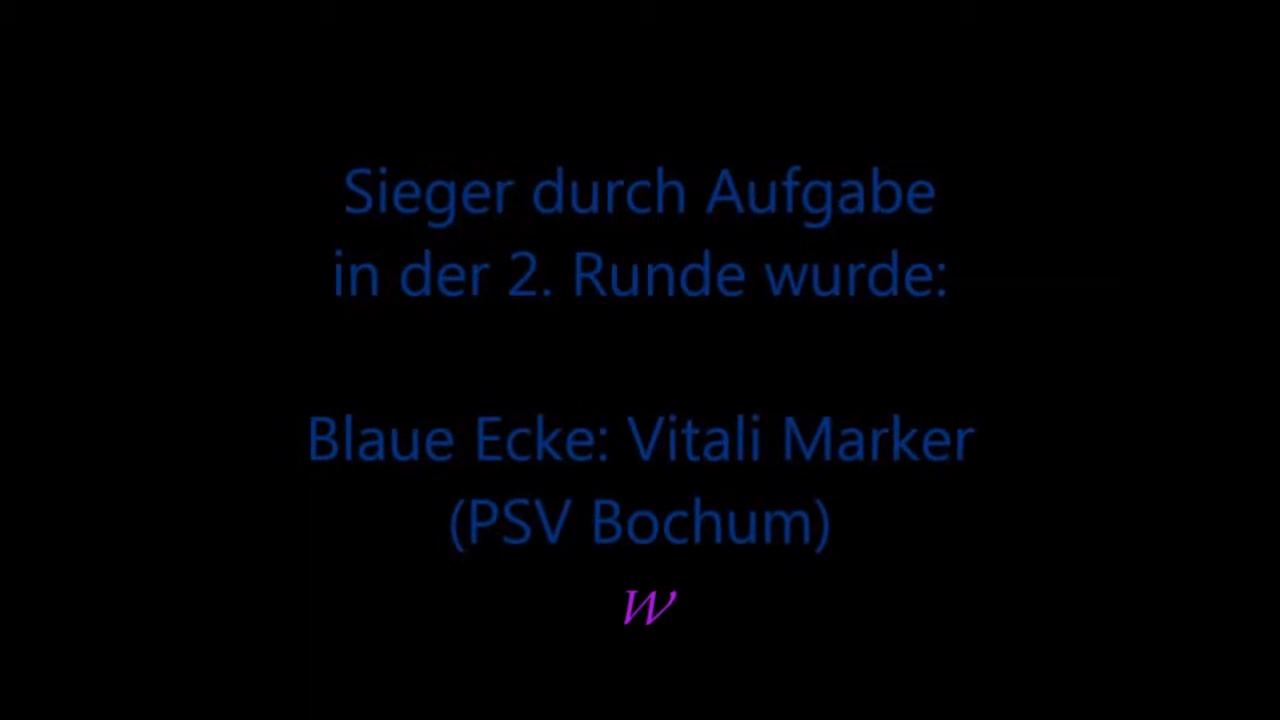 Sieger durch Aufgabe
in der 2. Runde wurde:
Blaue Ecke: Vitali Marker
(PSV Bochum)
W